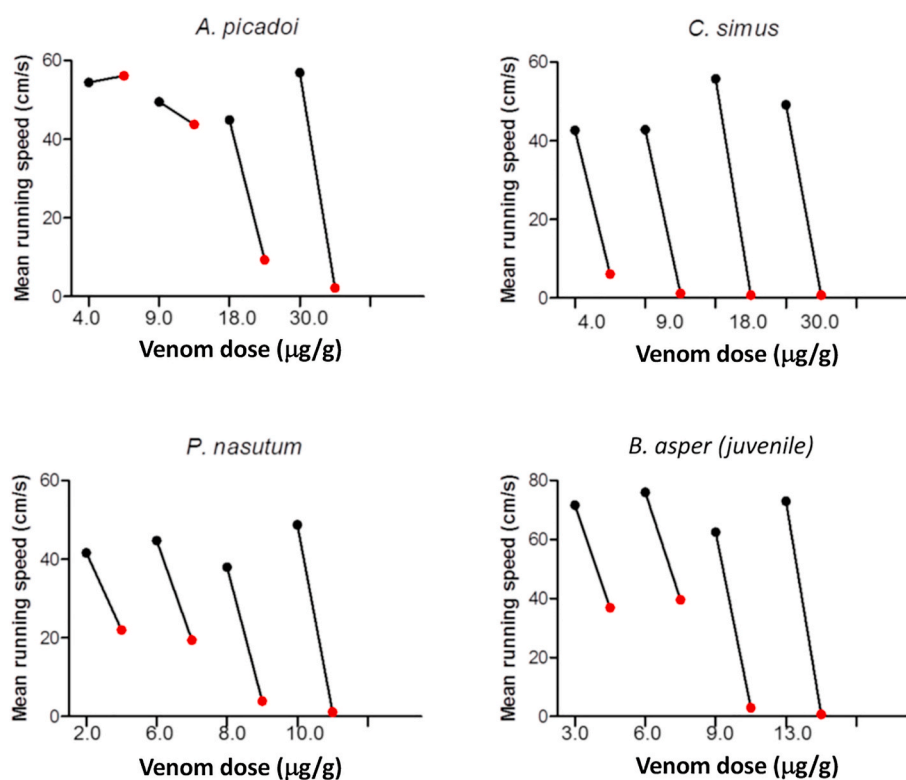 A. picadoi
Mean running speed (cm/s)
60
40
20
0
4.0 9.0 18.0 30.0
Venom dose (μg/g)
C. simus
Mean running speed (cm/s)
60
40
20
0
4.0 9.0 18.0 30.0
Venom dose (μg/g)
P. nasutum
Mean running speed (cm/s)
60
40
20
0
2.0 6.0 8.0 10.0
Venom dose (μg/g)
B. asper (juvenile)
Mean running speed (cm/s)
80
60
40
20
0
3.0 6.0 9.0 13.0
Venom dose (μg/g)